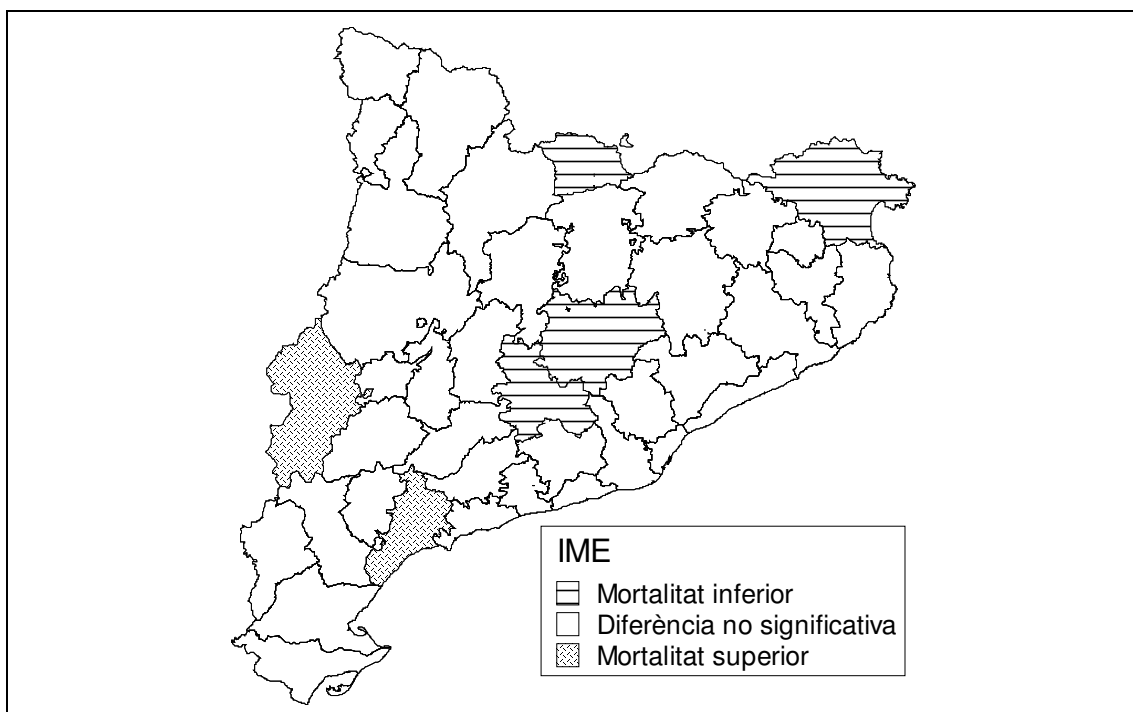 IME
Mortalitat inferior
Diferència no significativa
Mortalitat superior